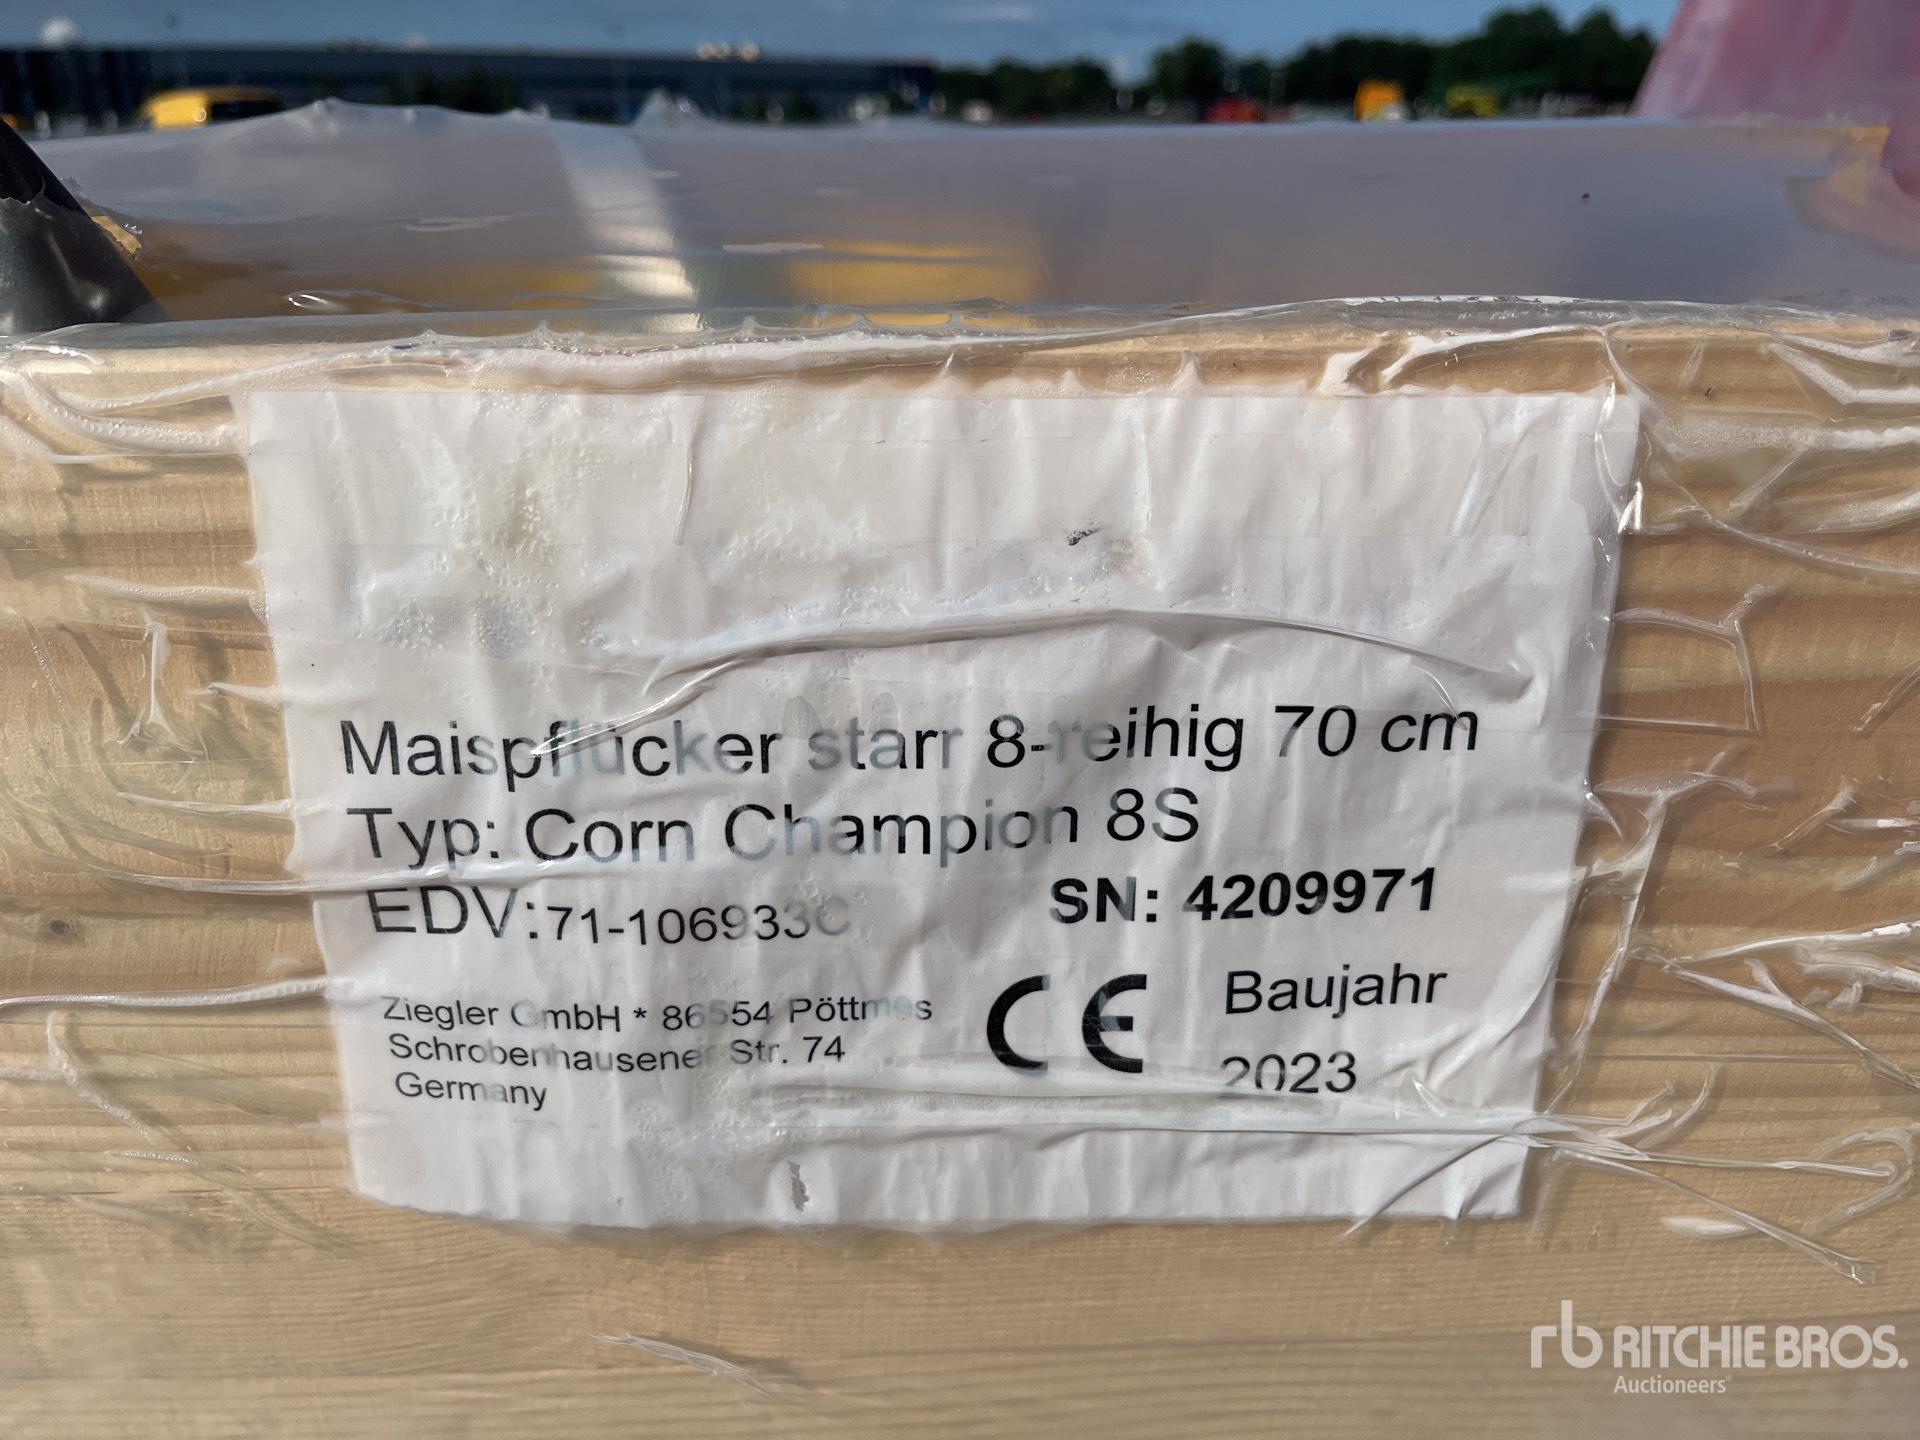 Maispflücker starr 8-reihig 70 cm
Typ: Corn Champion 8S
EDV:71-106933C
SN: 4209971
Ziegler GmbH * 86554 Pöttmes
Schrobenhausener Str. 74
Germany
CE
Baujahr
2023
rb RITCHIE BROS.
Auctioneers